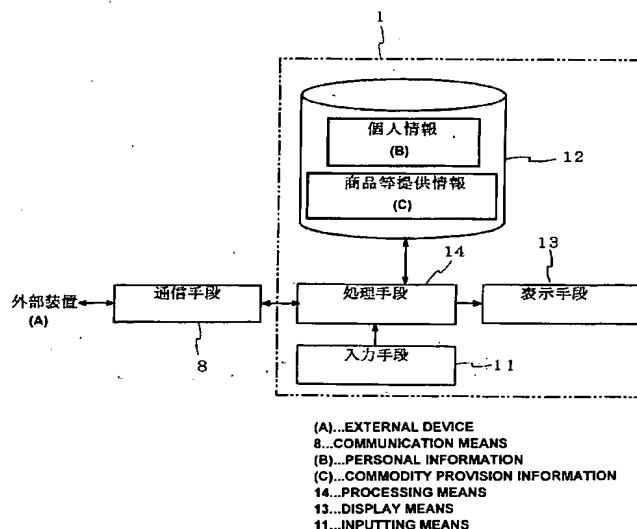 1
個人情報
(B)
商品等提供情報
(C)
12
14
13
外部装置
(A)
通信手段
処理手段
表示手段
8
入力手段
11
(A)...EXTERNAL DEVICE
8...COMMUNICATION MEANS
(B)...PERSONAL INFORMATION
(C)...COMMODITY PROVISION INFORMATION
14...PROCESSING MEANS
13...DISPLAY MEANS
11...INPUTTING MEANS